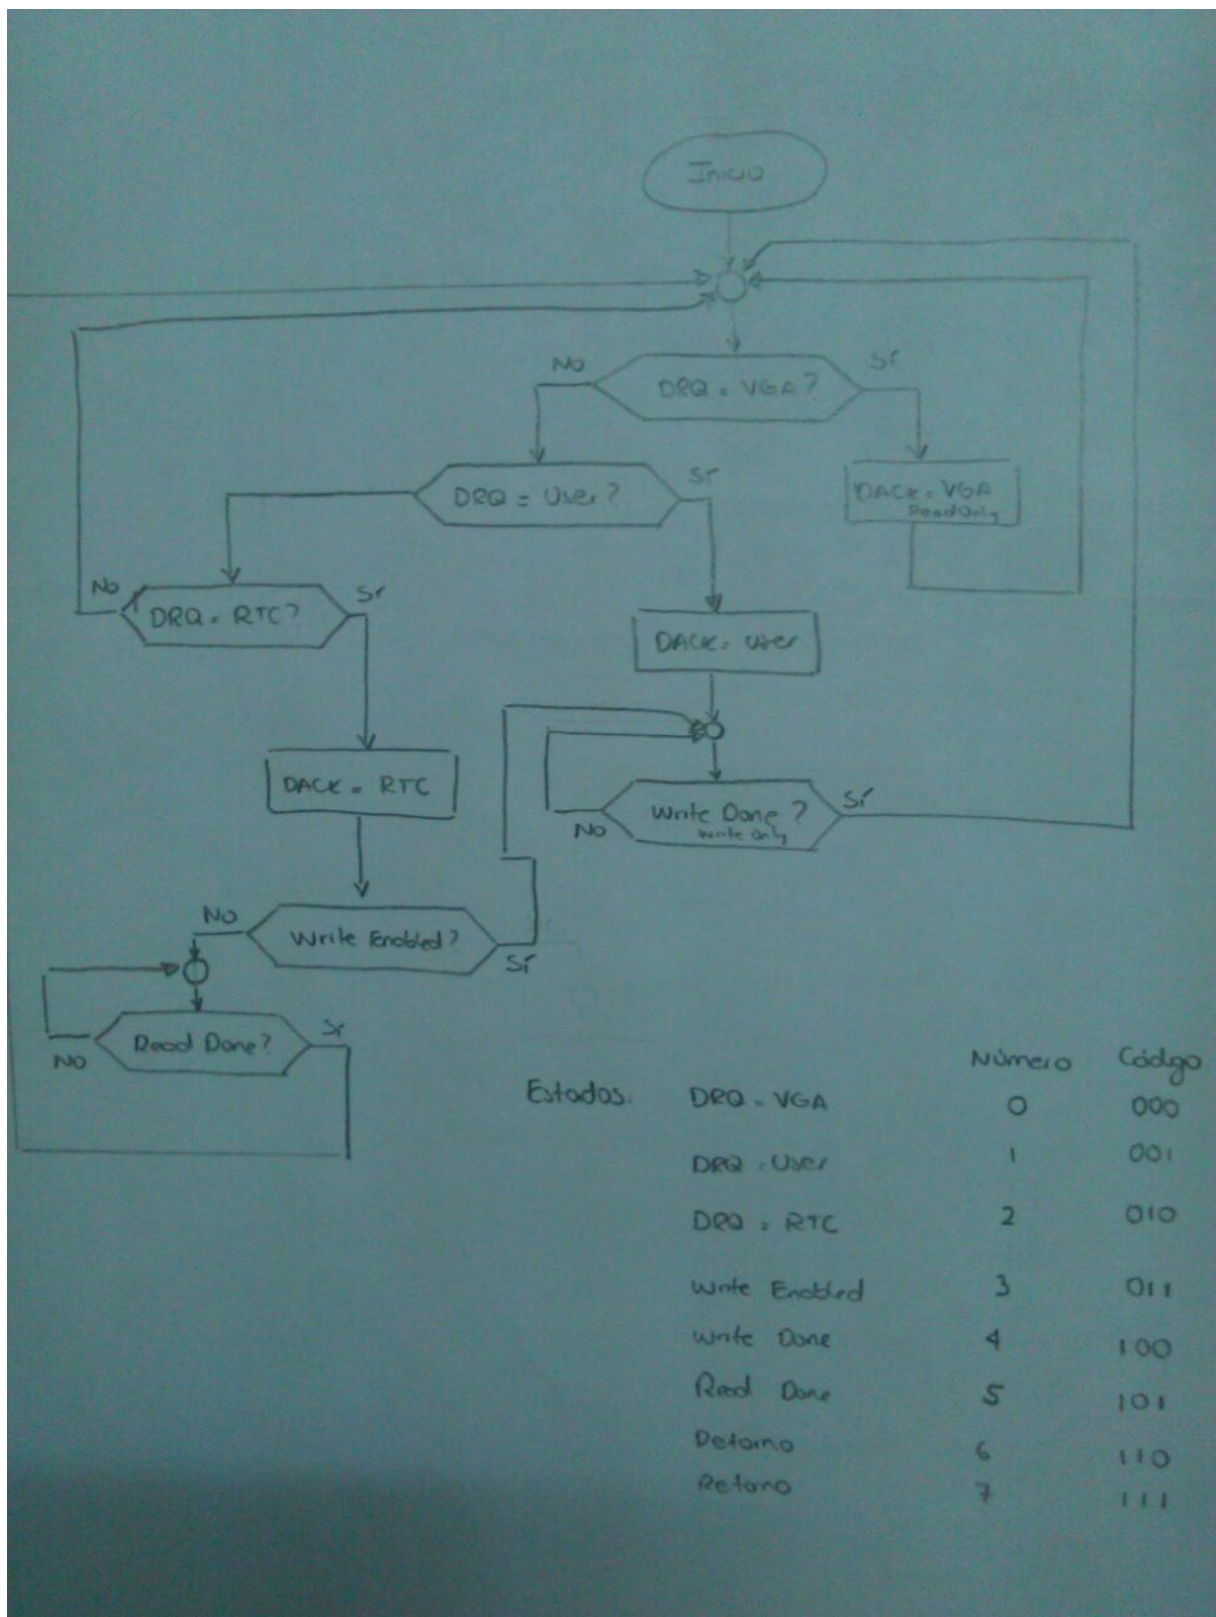 Inicio
No
Sí
DRQ = VGA?
DRQ = User?
Sí
DACK = VGA
Read Only
No
DRQ = RTC?
Sí
DACK = User
DACK = RTC
Write Done?
Write Only
No
Sí
No
Write Enabled?
Sí
Read Done?
No
Sí
Número Código
Estados: DRQ = VGA 0 000
DRQ = User 1 001
DRQ = RTC 2 010
Write Enabled 3 011
Write Done 4 100
Read Done 5 101
Retorno 6 110
Retorno 7 111